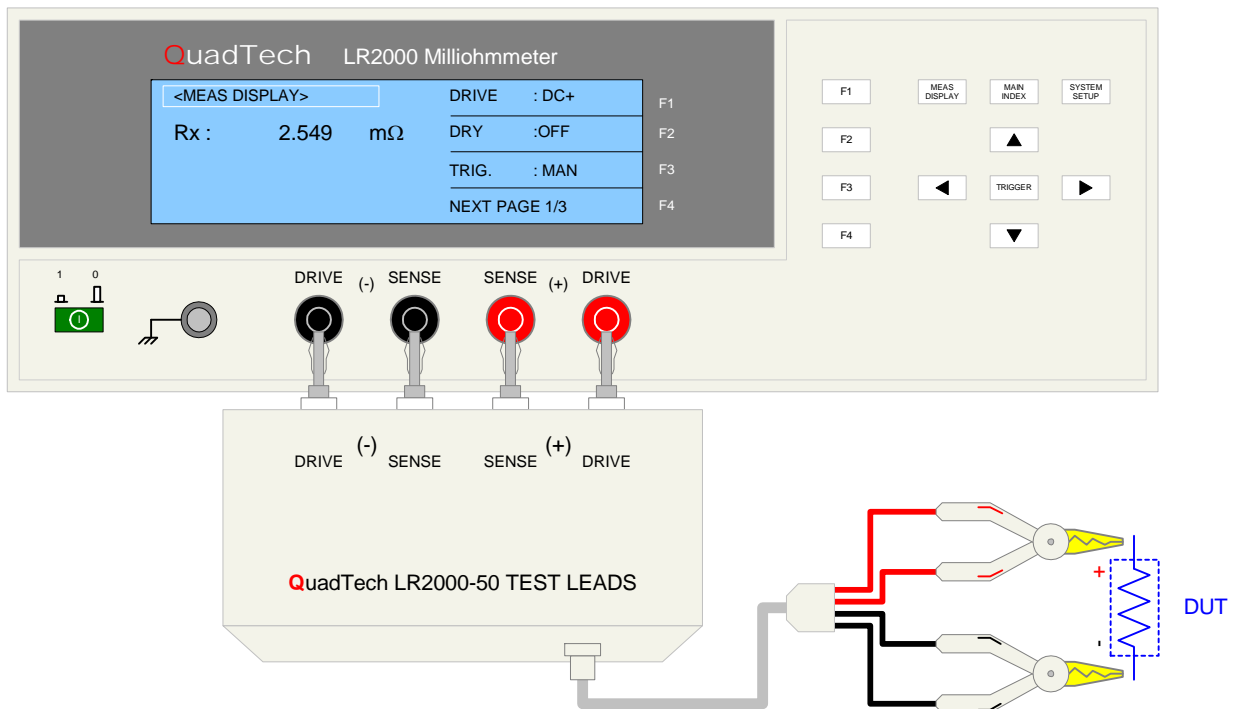 QuadTech LR2000 Milliohmmeter
<MEAS DISPLAY>
Rx : 2.549 mΩ
DRIVE : DC+
DRY :OFF
TRIG. : MAN
NEXT PAGE 1/3
F1
F2
F3
F4
F1
F2
F3
F4
MEAS DISPLAY
MAIN INDEX
SYSTEM SETUP
TRIGGER
1 0
DRIVE (-) SENSE SENSE (+) DRIVE
DRIVE (-) SENSE SENSE (+) DRIVE
QuadTech LR2000-50 TEST LEADS
+
-
DUT